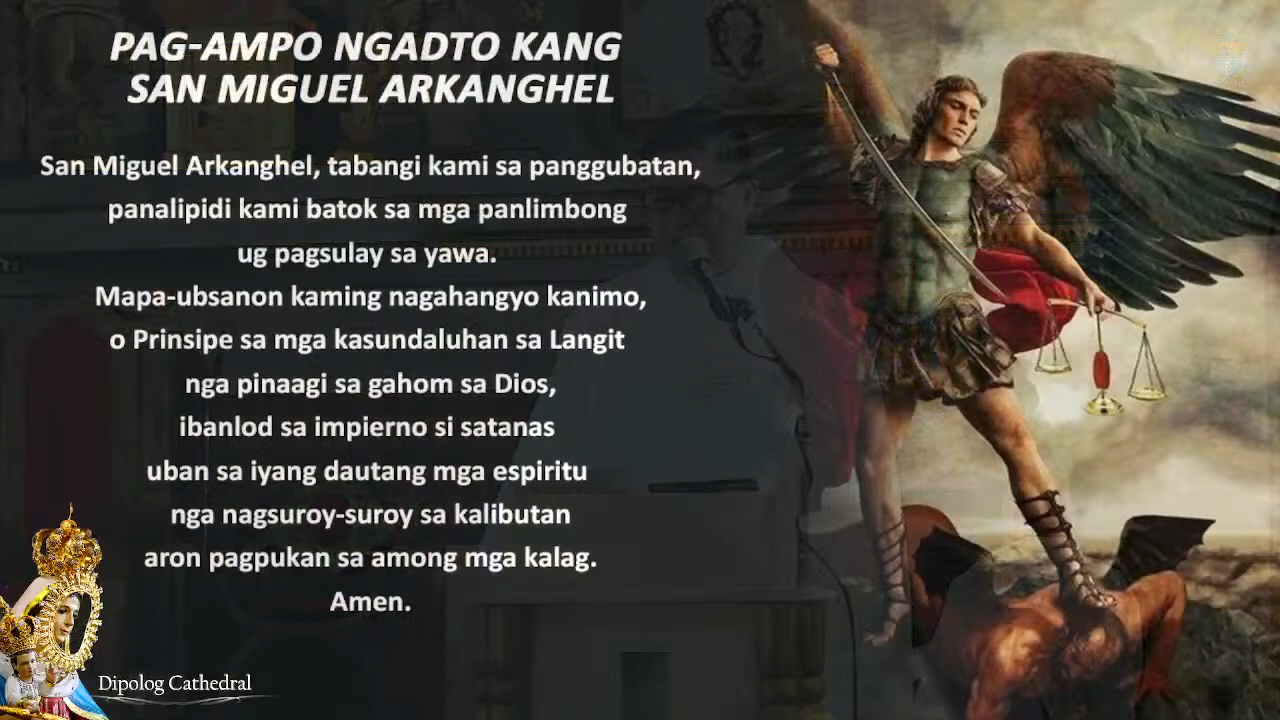 PAG-AMPO NGADTO KANG
SAN MIGUEL ARKANGHEL
San Miguel Arkanghel, tabangi kami sa panggubatan,
panalipidi kami batok sa mga panlimbong
ug pagsulay sa yawa.
Mapa-ubsanon kaming nagahangyo kanimo,
o Prinsipe sa mga kasundaluhan sa Langit
nga pinaagi sa gahom sa Dios,
ibanlod sa impierno si satanas
uban sa iyang dautang mga espiritu
nga nagsuroy-suroy sa kalibutan
aron pagpukan sa among mga kalag.
Amen.
Dipolog Cathedral